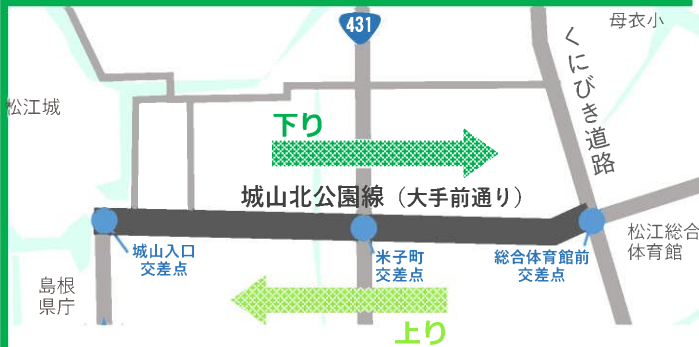 431
母衣小
くにびき道路
松江城
下り
城山北公園線（大手前通り）
城山入口
交差点
米子町
交差点
総合体育館前
交差点
松江総合
体育館
島根
県庁
上り